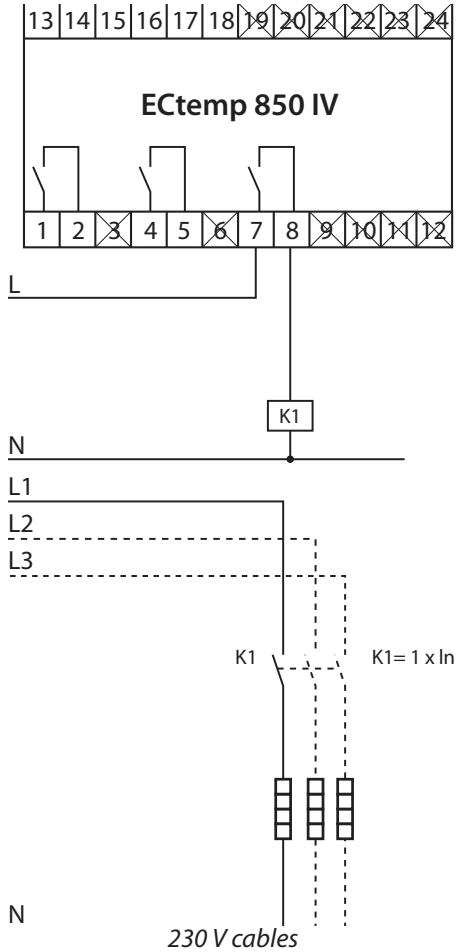 13 14 15 16 17 18 19 20 21 22 23 24
ECtemp 850 IV
1 2 3 4 5 6 7 8 9 10 11 12
L
K1
N
L1
L2
L3
K1 K1= 1 x In
N
230 V cables